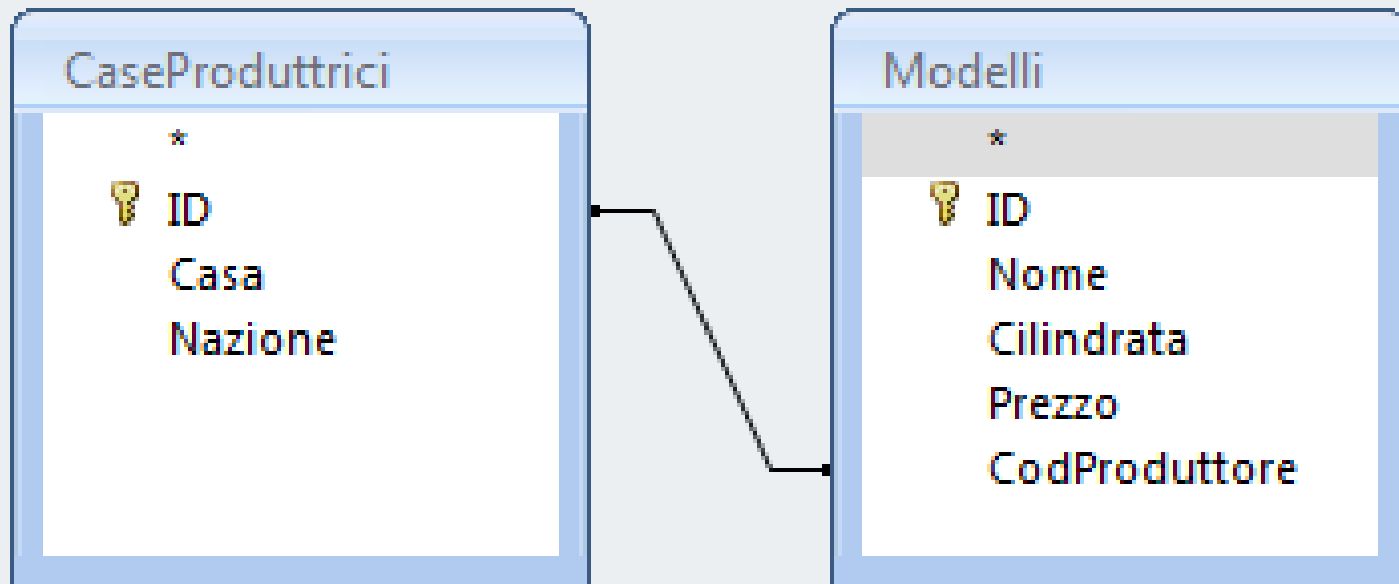 CaseProduttrici
*
ID
Casa
Nazione
Modelli
*
ID
Nome
Cilindrata
Prezzo
CodProduttore